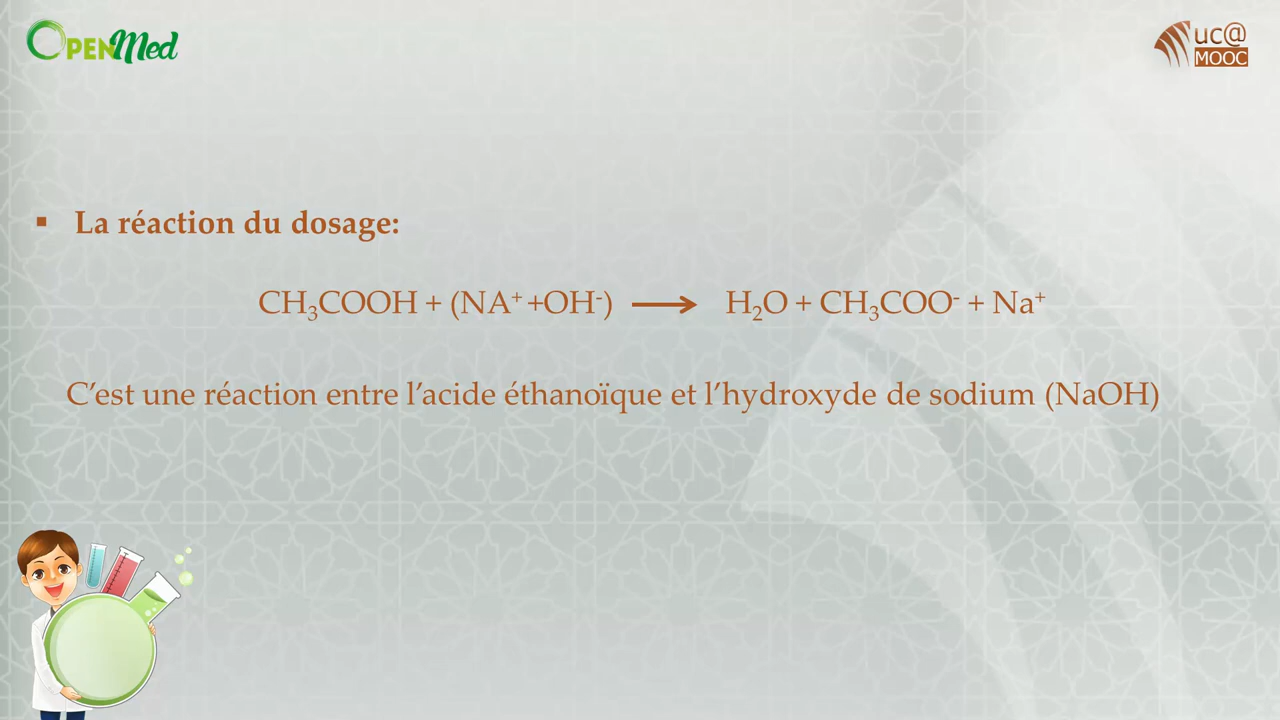 OpenMed
uc@
MOOC
▪ La réaction du dosage:
CH₃COOH + (NA⁺ +OH⁻) ⟶ H₂O + CH₃COO⁻ + Na⁺
C’est une réaction entre l’acide éthanoïque et l’hydroxyde de sodium (NaOH)